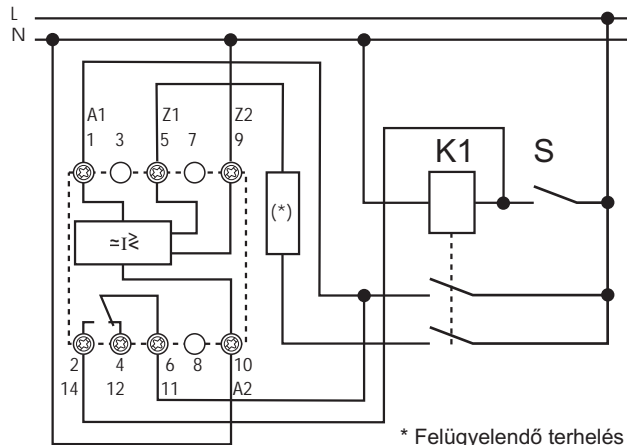 L
N
A1 Z1 Z2
1 3 5 7 9
K1 S
(*)
≃I≷
2 4 6 8 10
14 12 11 A2
* Felügyelendő terhelés